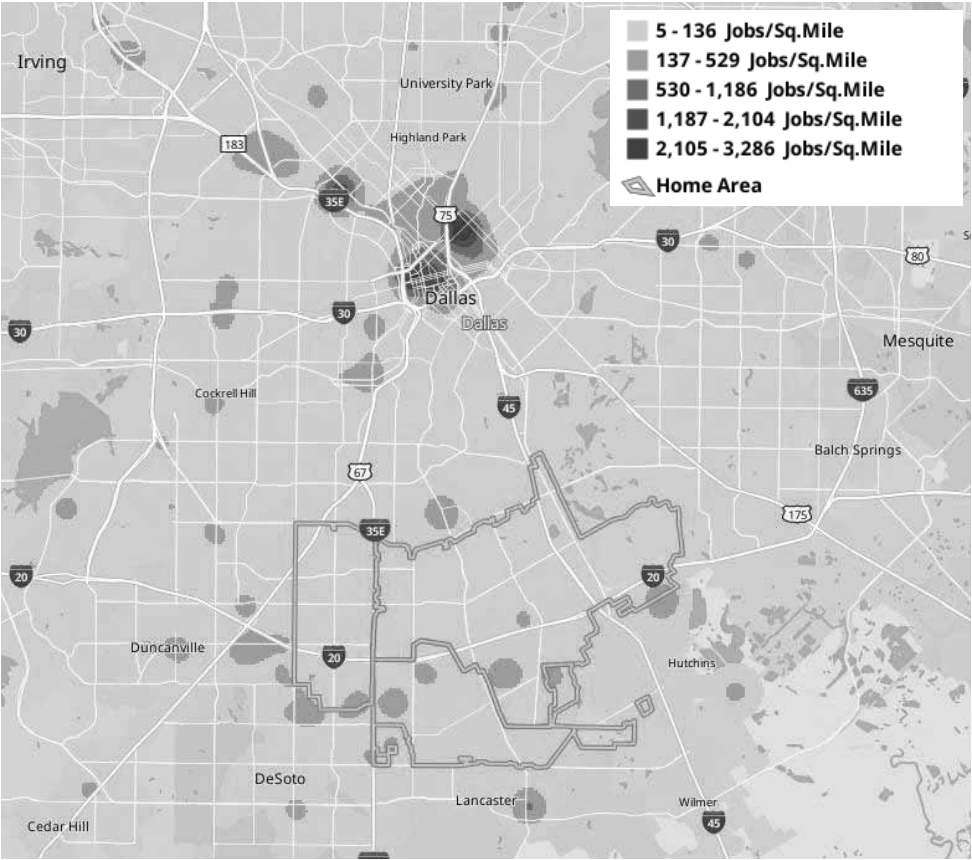 5 - 136 Jobs/Sq.Mile
137 - 529 Jobs/Sq.Mile
530 - 1,186 Jobs/Sq.Mile
1,187 - 2,104 Jobs/Sq.Mile
2,105 - 3,286 Jobs/Sq.Mile
Home Area
Irving
University Park
Highland Park
183
35E
75
30
80
Dallas
Dallas
30
30
Mesquite
Cockrell Hill
45
635
Balch Springs
67
175
35E
20
20
Duncanville
20
Hutchins
DeSoto
Lancaster
Wilmer
Cedar Hill
45